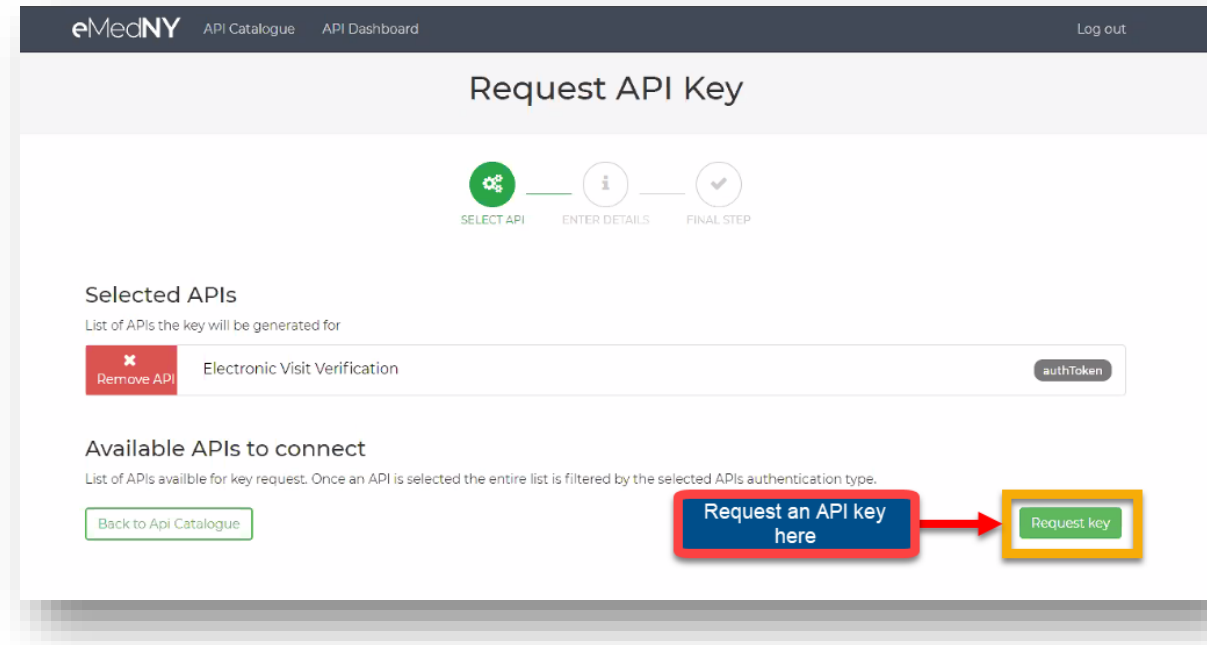 eMedNY API Catalogue API Dashboard Log out
Request API Key
SELECT API ENTER DETAILS FINAL STEP
Selected APIs
List of APIs the key will be generated for
Remove API Electronic Visit Verification authToken
Available APIs to connect
List of APIs availble for key request. Once an API is selected the entire list is filtered by the selected APIs authentication type.
Back to Api Catalogue
Request an API key
here
Request key